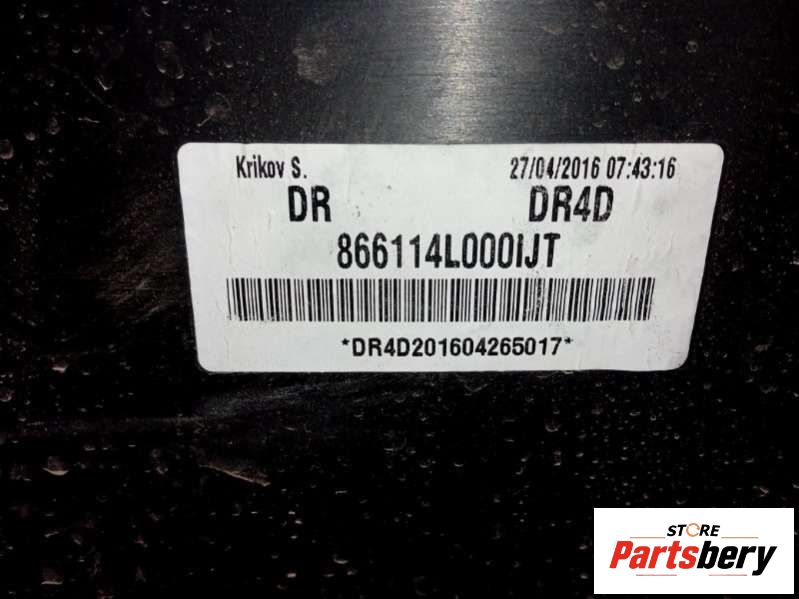 Krikov S. 27/04/2016 07:43:16
DR DR4D
866114L000IJT
*DR4D201604265017*
STORE
Partsbery